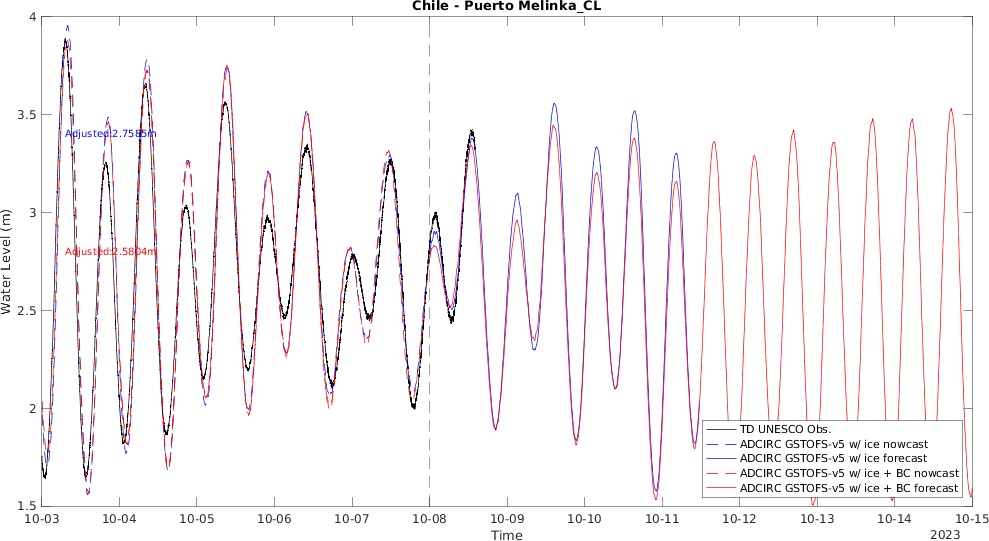 Chile - Puerto Melinka_CL
4
3.5
3
2.5
2
1.5
Water Level (m)
Adjusted:2.7585m
Adjusted:2.5804m
TD UNESCO Obs.
ADCIRC GSTOFS-v5 w/ ice nowcast
ADCIRC GSTOFS-v5 w/ ice forecast
ADCIRC GSTOFS-v5 w/ ice + BC nowcast
ADCIRC GSTOFS-v5 w/ ice + BC forecast
10-03 10-04 10-05 10-06 10-07 10-08 10-09 10-10 10-11 10-12 10-13 10-14 10-15
Time
2023